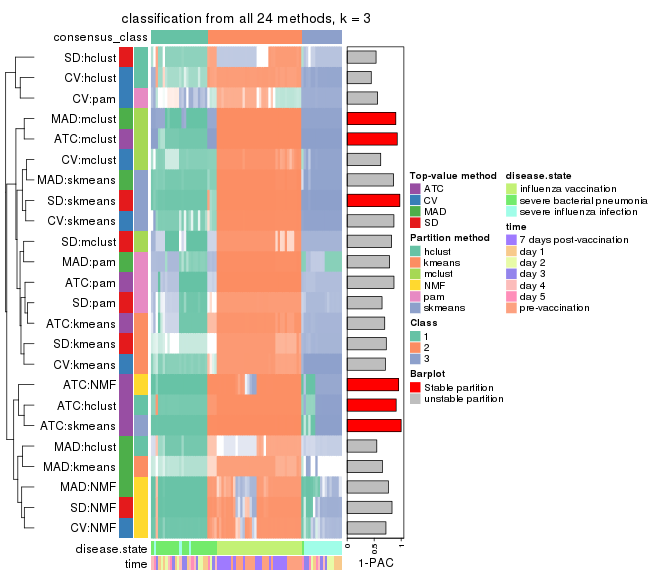 classification from all 24 methods, k = 3
consensus_class
SD:hclust
CV:hclust
CV:pam
MAD:mclust
ATC:mclust
CV:mclust
MAD:skmeans
SD:skmeans
CV:skmeans
SD:mclust
MAD:pam
ATC:pam
SD:pam
ATC:kmeans
SD:kmeans
CV:kmeans
ATC:NMF
ATC:hclust
ATC:skmeans
MAD:hclust
MAD:kmeans
MAD:NMF
SD:NMF
CV:NMF
disease.state
time
0
0.5
1
1-PAC
Top-value method
ATC
CV
MAD
SD
Partition method
hclust
kmeans
mclust
NMF
pam
skmeans
Class
1
2
3
Barplot
Stable partition
unstable partition
disease.state
influenza vaccination
severe bacterial pneumonia
severe influenza infection
time
7 days post-vaccination
day 1
day 2
day 3
day 4
day 5
pre-vaccination